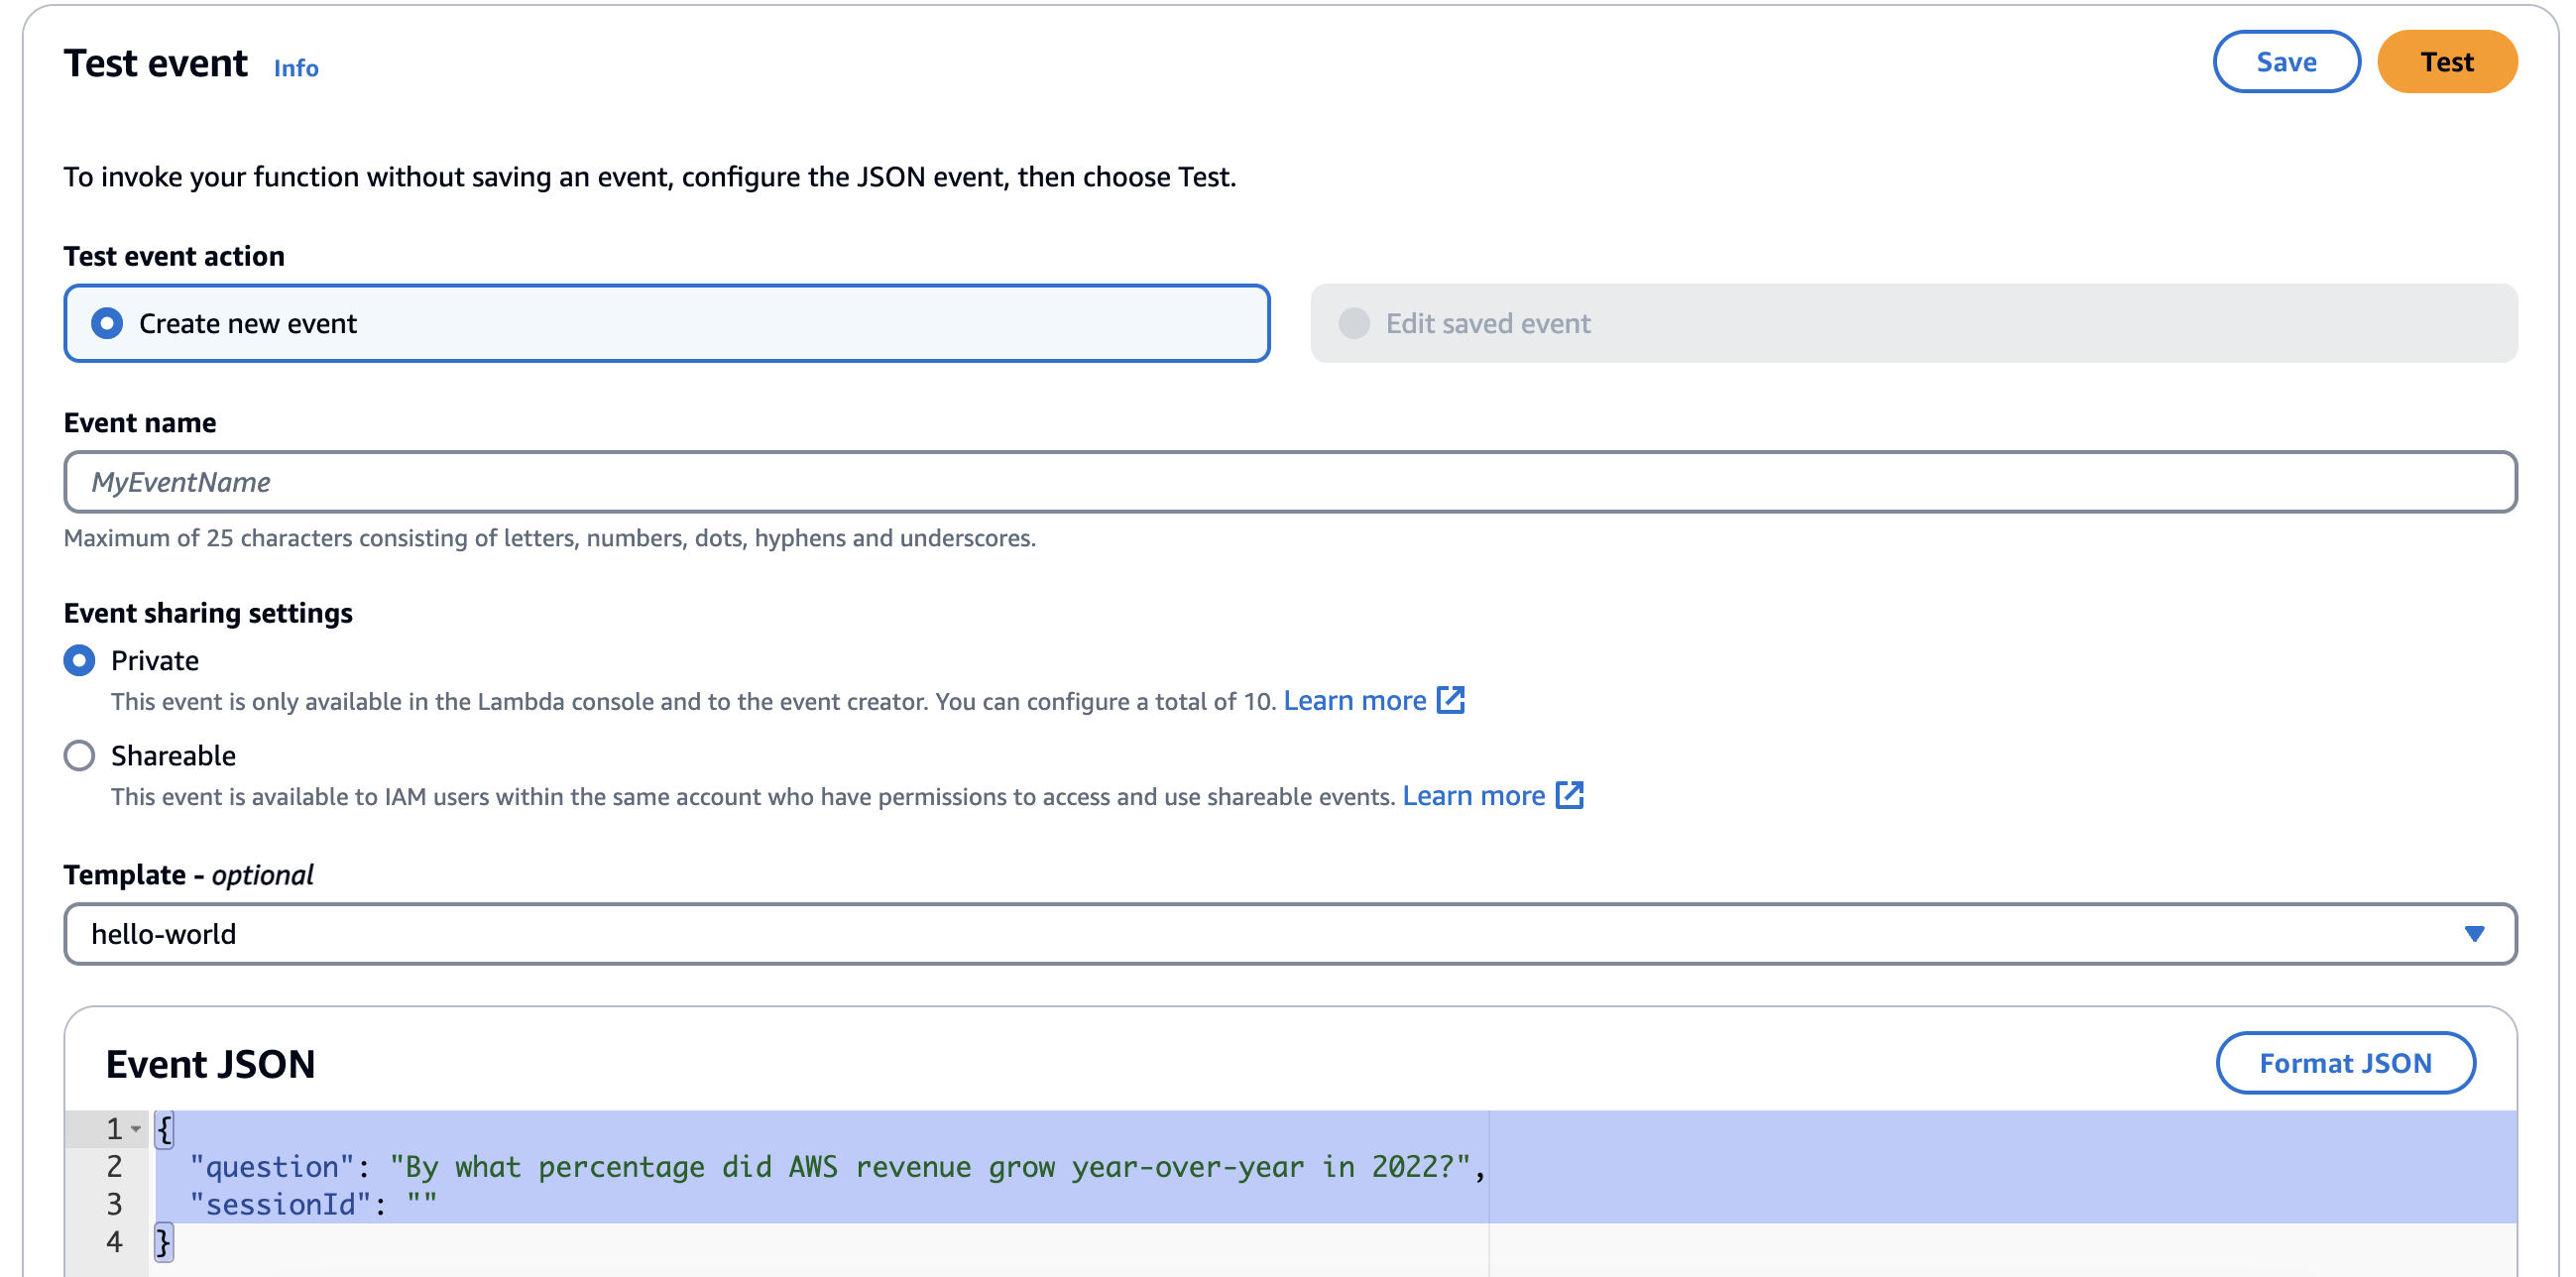 Test event Info Save Test
To invoke your function without saving an event, configure the JSON event, then choose Test.
Test event action
Create new event Edit saved event
Event name
MyEventName
Maximum of 25 characters consisting of letters, numbers, dots, hyphens and underscores.
Event sharing settings
Private
This event is only available in the Lambda console and to the event creator. You can configure a total of 10. Learn more
Shareable
This event is available to IAM users within the same account who have permissions to access and use shareable events. Learn more
Template - optional
hello-world
Event JSON Format JSON
1 {
2 "question": "By what percentage did AWS revenue grow year-over-year in 2022?",
3 "sessionId": ""
4 }